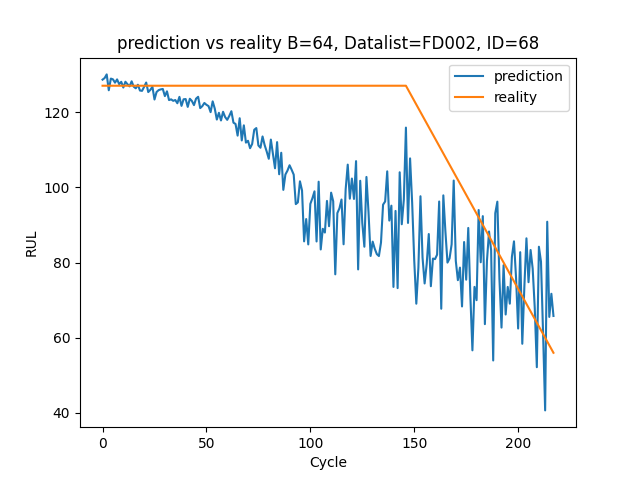 prediction vs reality B=64, Datalist=FD002, ID=68
prediction
reality
120
100
80
60
40
RUL
0
50
100
150
200
Cycle